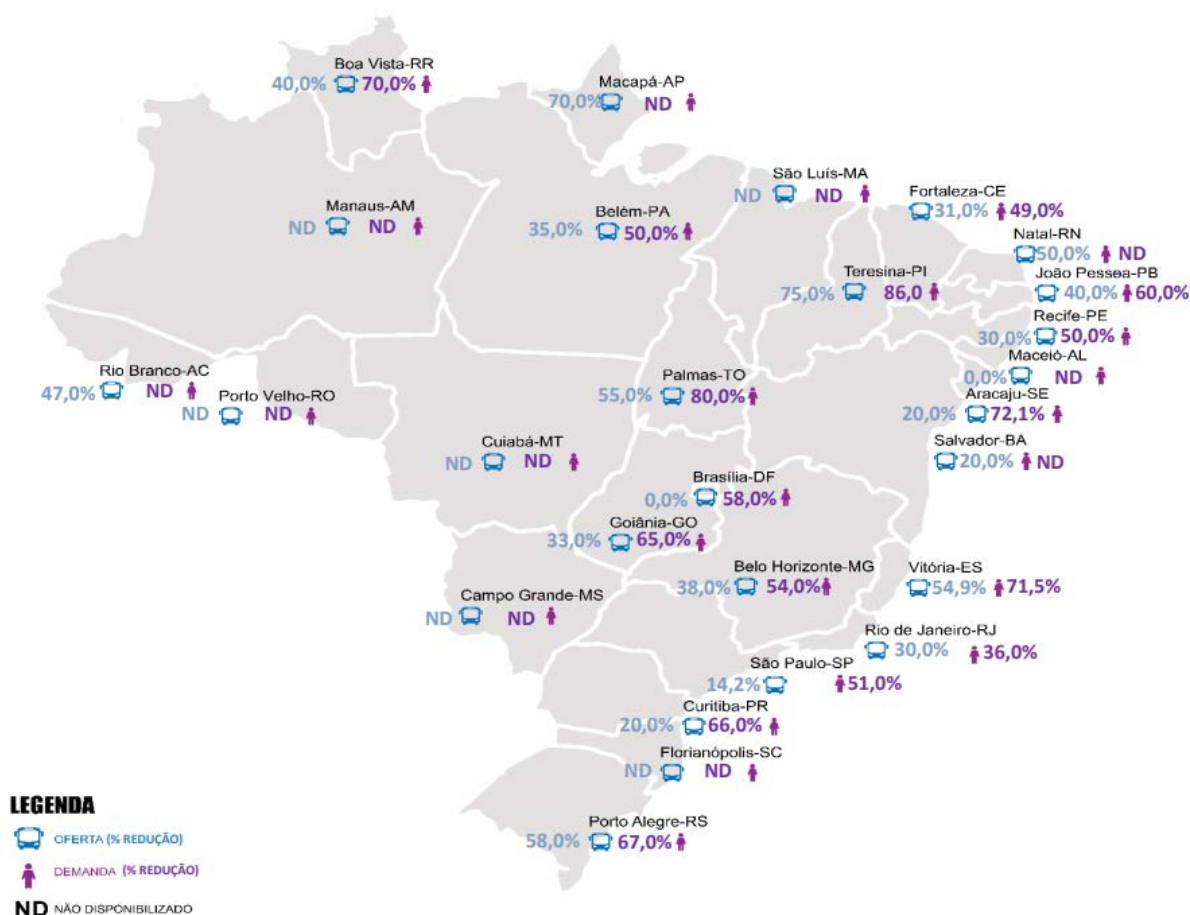 Boa Vista-RR
40,0% 70,0%
Macapá-AP
70,0% ND
São Luís-MA
ND ND
Fortaleza-CE
31,0% 49,0%
Manaus-AM
ND ND
Belém-PA
35,0% 50,0%
Natal-RN
50,0% ND
Teresina-PI
75,0% 86,0
João Pessoa-PB
40,0% 60,0%
Recife-PE
30,0% 50,0%
Maceió-AL
0,0% ND
Rio Branco-AC
47,0% ND
Porto Velho-RO
ND ND
Palmas-TO
55,0% 80,0%
Aracaju-SE
20,0% 72,1%
Salvador-BA
20,0% ND
Cuiabá-MT
ND ND
Brasília-DF
0,0% 58,0%
Goiânia-GO
33,0% 65,0%
Belo Horizonte-MG
38,0% 54,0%
Vitória-ES
54,9% 71,5%
Campo Grande-MS
ND ND
Rio de Janeiro-RJ
30,0% 36,0%
São Paulo-SP
14,2% 51,0%
Curitiba-PR
20,0% 66,0%
Florianópolis-SC
ND ND
Porto Alegre-RS
58,0% 67,0%
LEGENDA
OFERTA (% REDUÇÃO)
DEMANDA (% REDUÇÃO)
ND NÃO DISPONIBILIZADO